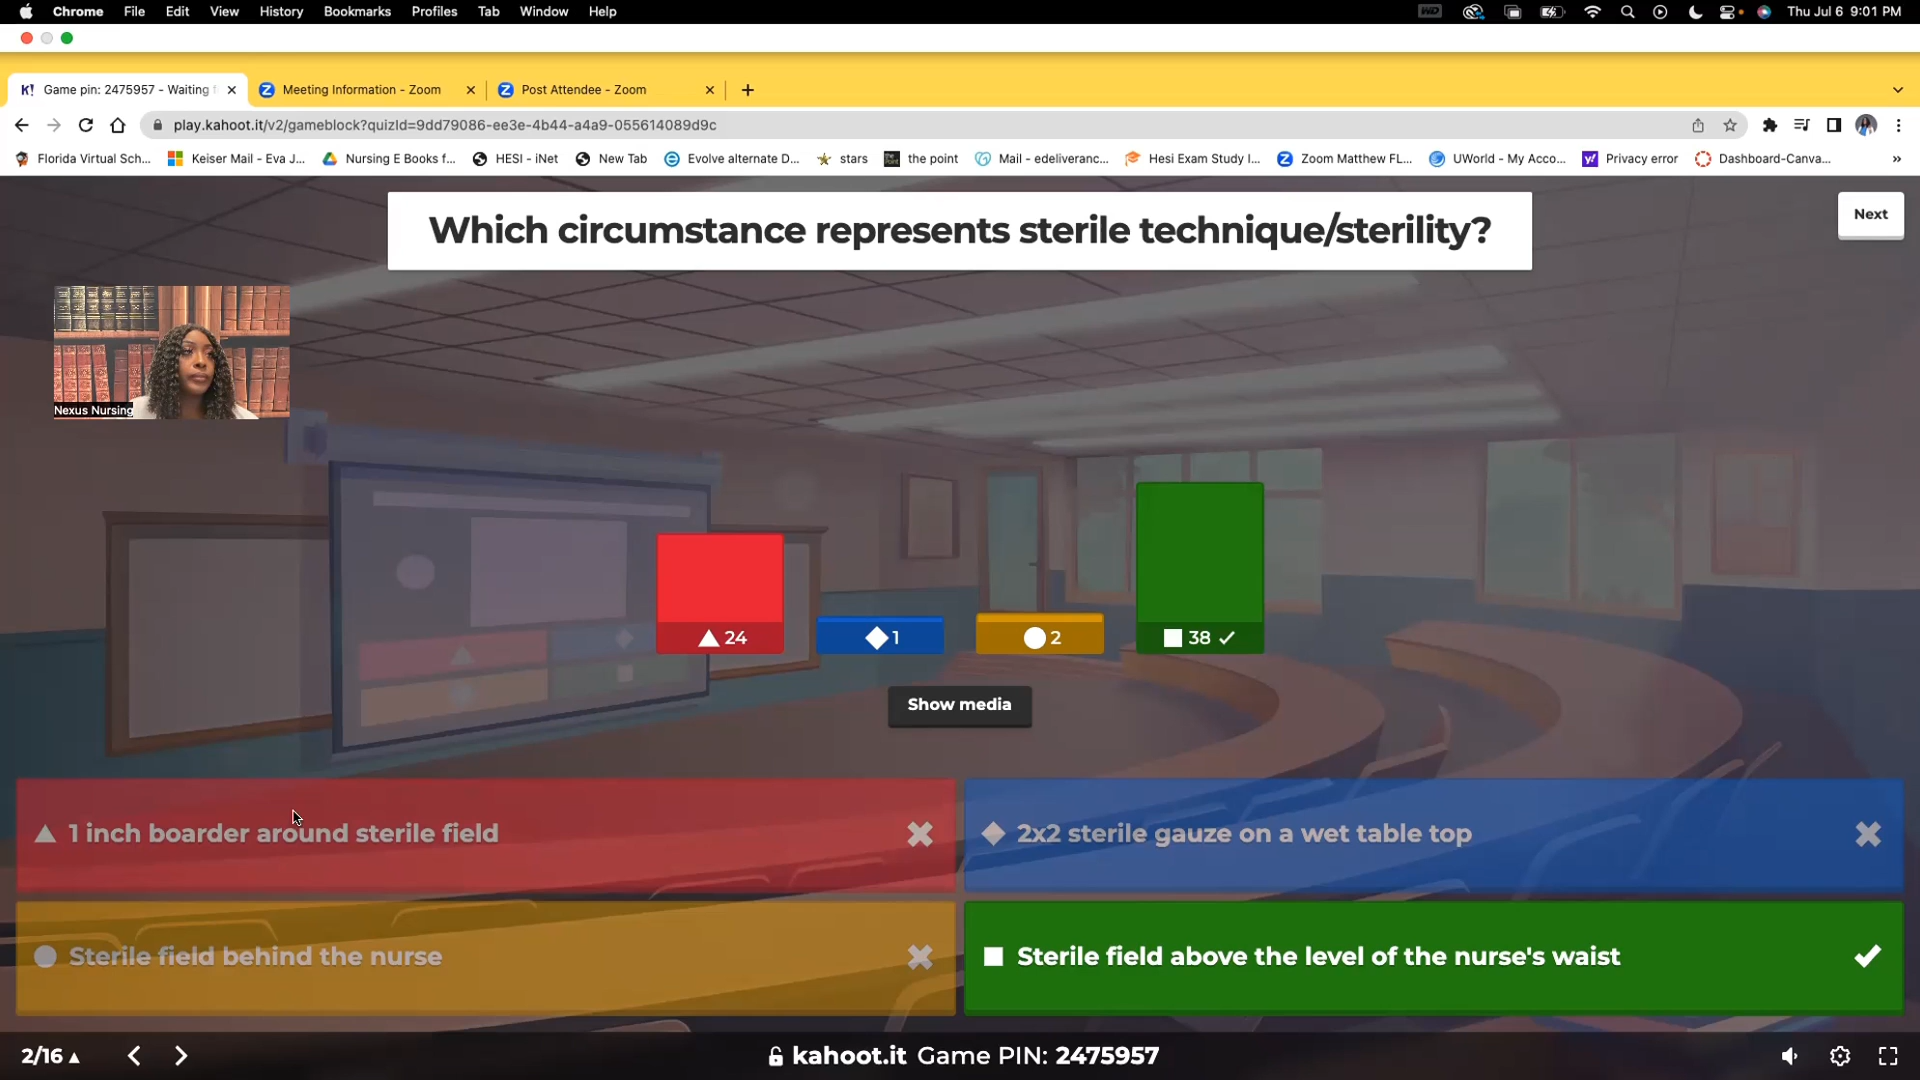 Chrome File Edit View History Bookmarks Profiles Tab Window Help
WD Thu Jul 6 9:01 PM
K! Game pin: 2475957 - Waiting f
Meeting Information - Zoom
Post Attendee - Zoom
play.kahoot.it/v2/gameblock?quizId=9dd79086-ee3e-4b44-a4a9-055614089d9c
Florida Virtual Sch... Keiser Mail - Eva J... Nursing E Books f... HESI - iNet New Tab Evolve alternate D... stars the point Mail - edeliveranc... Hesi Exam Study I... Zoom Matthew FL... UWorld - My Acco... Privacy error Dashboard-Canva... »
Which circumstance represents sterile technique/sterility?
Next
Nexus Nursing
24
1
2
38
Show media
1 inch boarder around sterile field
2x2 sterile gauze on a wet table top
Sterile field behind the nurse
Sterile field above the level of the nurse's waist
2/16
kahoot.it Game PIN: 2475957